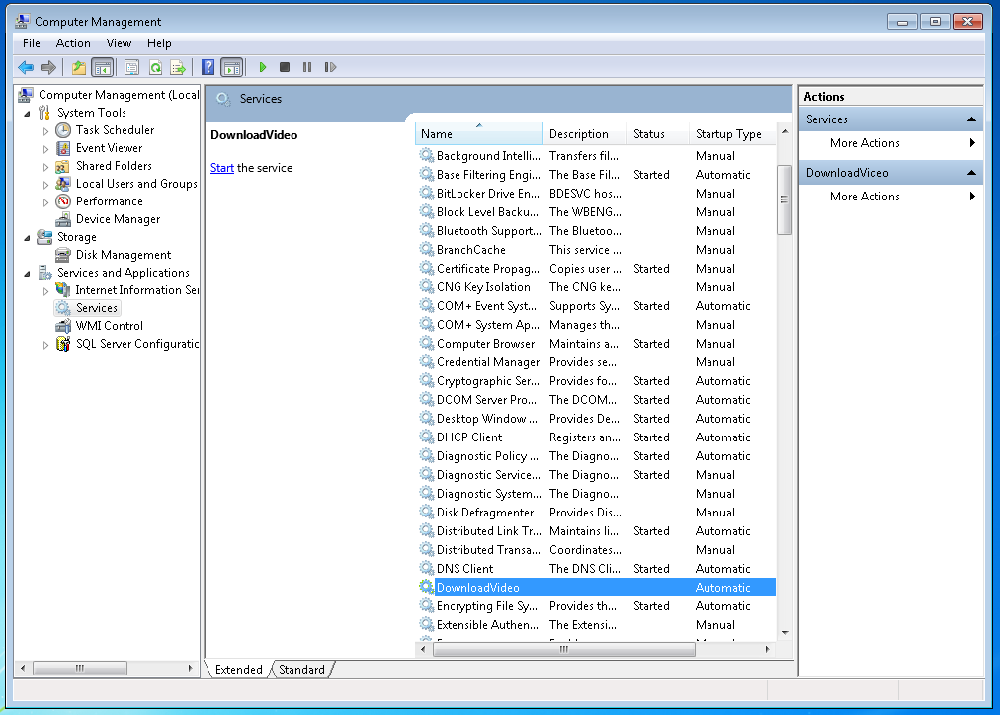 Computer Management
File Action View Help
Computer Management (Local
System Tools
Task Scheduler
Event Viewer
Shared Folders
Local Users and Groups
Performance
Device Manager
Storage
Disk Management
Services and Applications
Internet Information Ser
Services
WMI Control
SQL Server Configuratic
Services
DownloadVideo
Start the service
Name Description Status Startup Type
Background Intelli... Transfers fil... Manual
Base Filtering Engi... The Base Fil... Started Automatic
BitLocker Drive En... BDESVC hos... Manual
Block Level Backu... The WBENG... Manual
Bluetooth Support... The Bluetoo... Manual
BranchCache This service ... Manual
Certificate Propag... Copies user ... Started Manual
CNG Key Isolation The CNG ke... Manual
COM+ Event Syst... Supports Sy... Started Automatic
COM+ System Ap... Manages th... Manual
Computer Browser Maintains a... Started Manual
Credential Manager Provides se... Manual
Cryptographic Ser... Provides fo... Started Automatic
DCOM Server Pro... The DCOM... Started Automatic
Desktop Window ... Provides De... Started Automatic
DHCP Client Registers an... Started Automatic
Diagnostic Policy ... The Diagno... Started Automatic
Diagnostic Service... The Diagno... Started Manual
Diagnostic System... The Diagno... Manual
Disk Defragmenter Provides Dis... Manual
Distributed Link Tr... Maintains li... Started Automatic
Distributed Transa... Coordinates... Manual
DNS Client The DNS Cli... Started Automatic
DownloadVideo Automatic
Encrypting File Sy... Provides th... Started Automatic
Extensible Authen... The Extensi... Manual
Extended Standard
Actions
Services
More Actions
DownloadVideo
More Actions